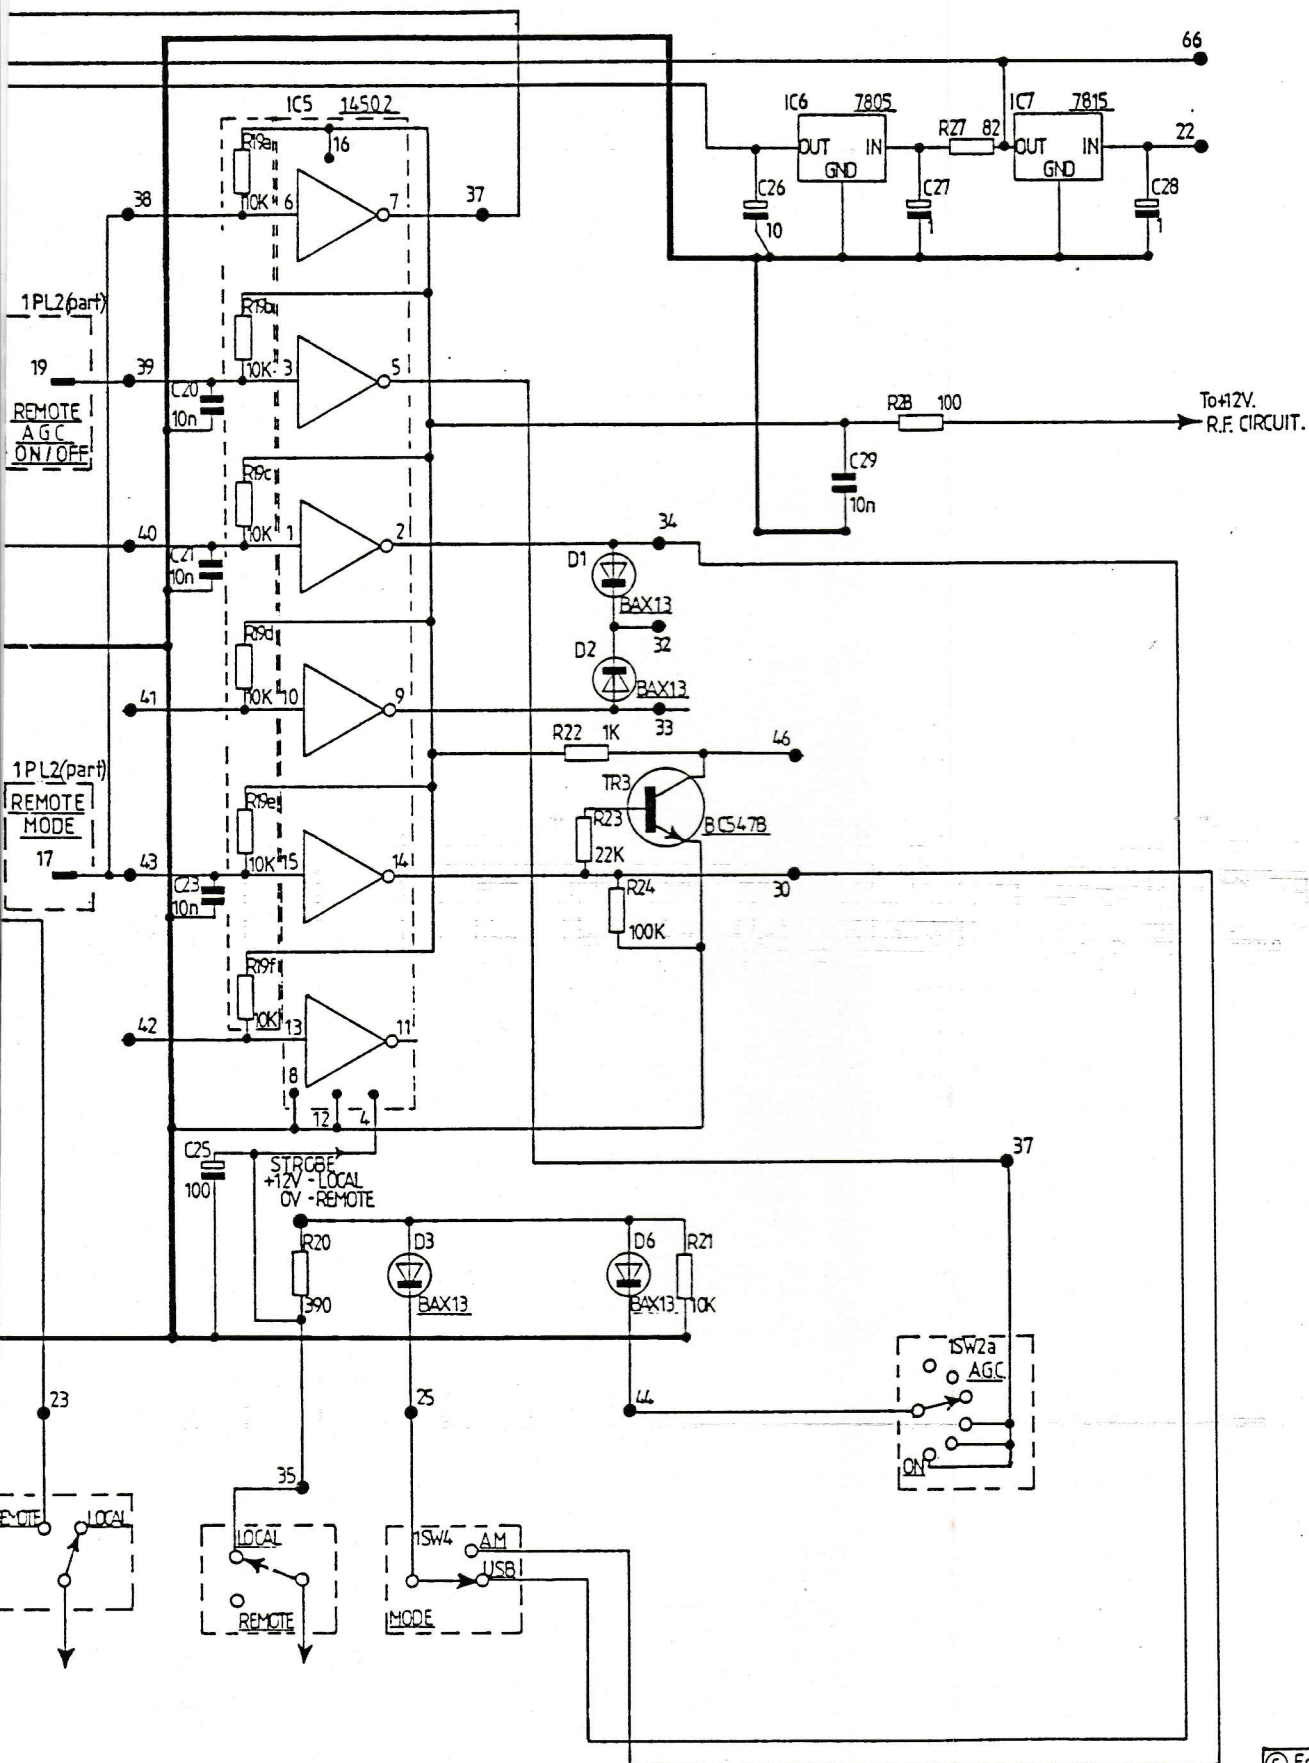 66
IC5 14502
IC6 7805
IC7 7815
R27 82
22
OUT IN
GND
OUT IN
GND
C26
10
C27
1
C28
1
R19a
16
10K 6
7
37
38
1PL2(part)
R19b
19
39
10K 3
5
C20
10n
REMOTE
AGC
ON/OFF
R28 100
To+12V.
R.F. CIRCUIT.
C29
10n
R19c
40
10K 1
2
34
C21
10n
D1
BAX13
32
R19d
D2
BAX13
41
10K 10
9
33
R22 1K
46
1PL2(part)
REMOTE
MODE
TR3
BC547B
R19e
R23
22K
17
43
10K 15
14
30
C23
10n
R24
100K
R19f
10K
42
13
11
8
12
4
C25
100
STROBE
+12V - LOCAL
0V - REMOTE
37
R20
390
D3
BAX13
D6
BAX13
R21
10K
1SW2a
AGC
ON
23
25
44
35
LOCAL
LOCAL
REMOTE
1SW4
AM
USB
MODE
©